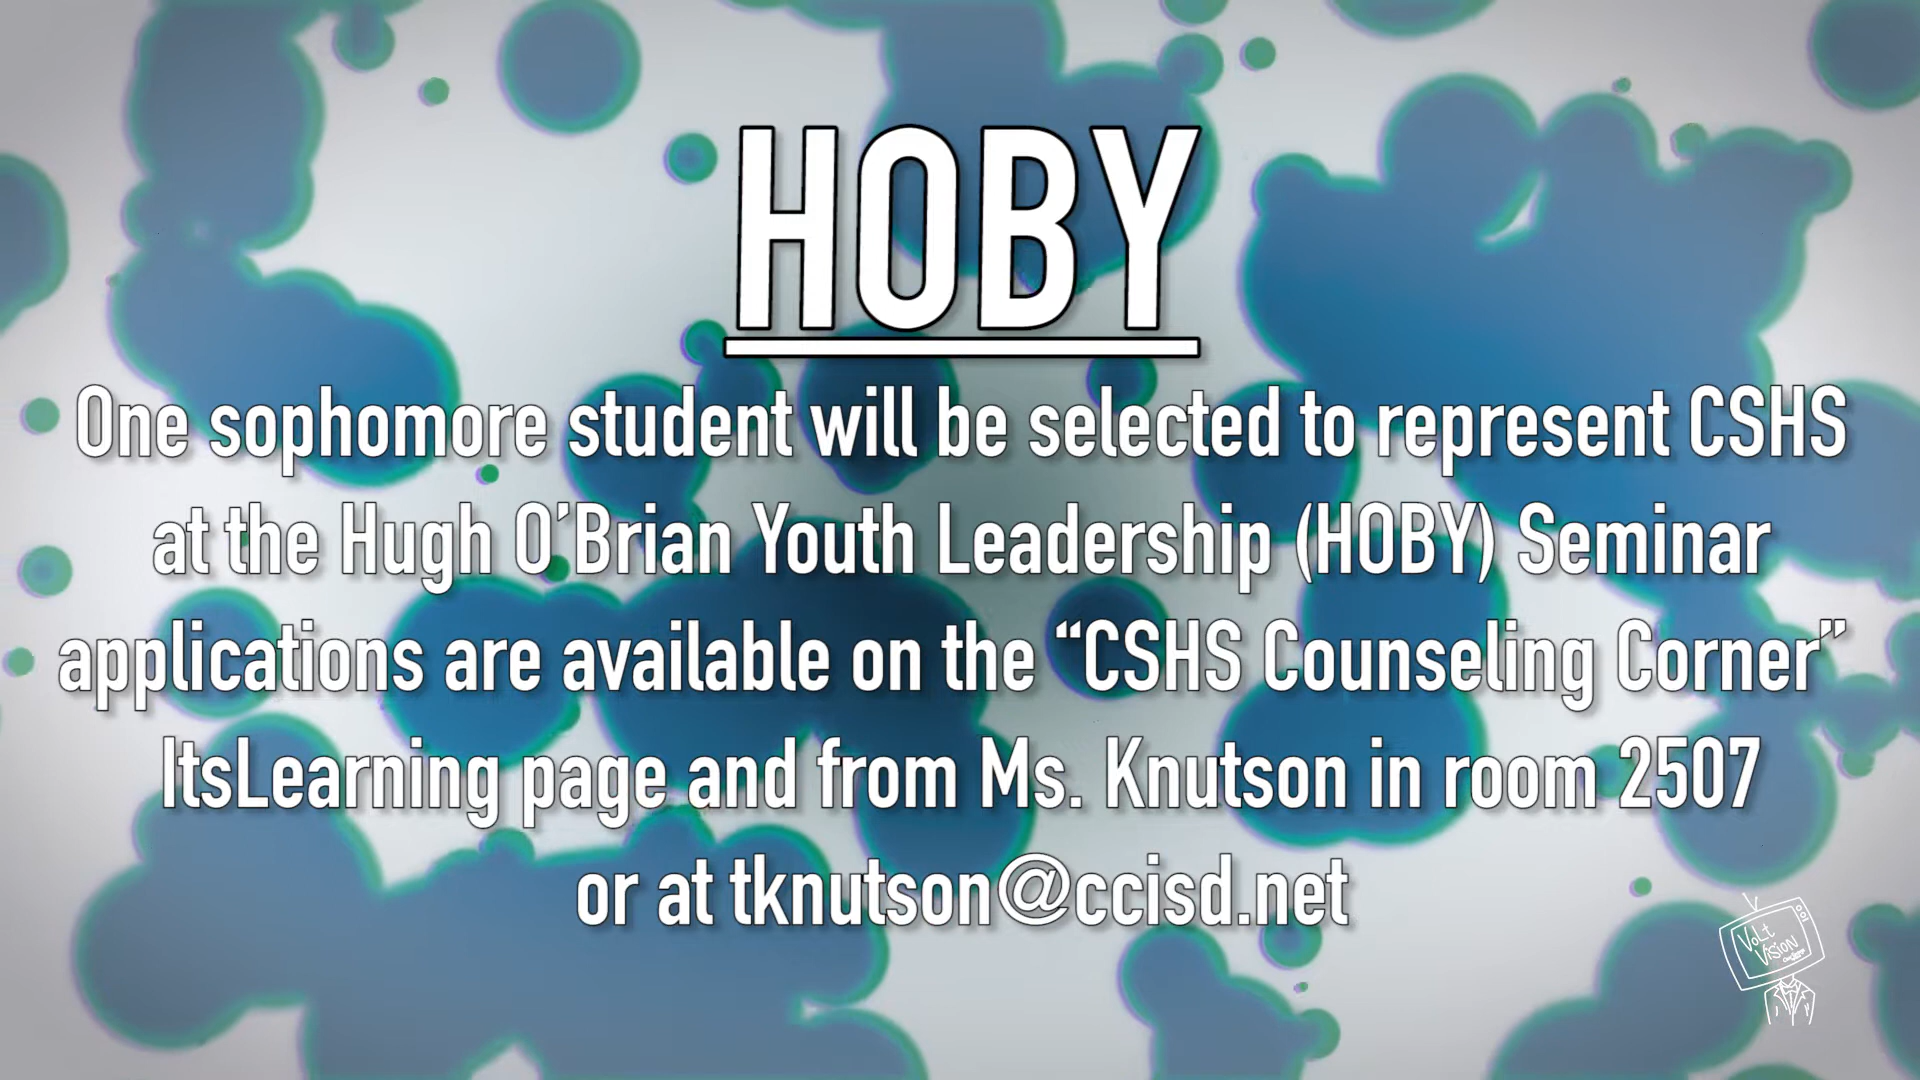 HOBY
One sophomore student will be selected to represent CSHS
at the Hugh O'Brian Youth Leadership (HOBY) Seminar
applications are available on the “CSHS Counseling Corner”
ItsLearning page and from Ms. Knutson in room 2507
or at tknutson@ccisd.net
Volt
Vision